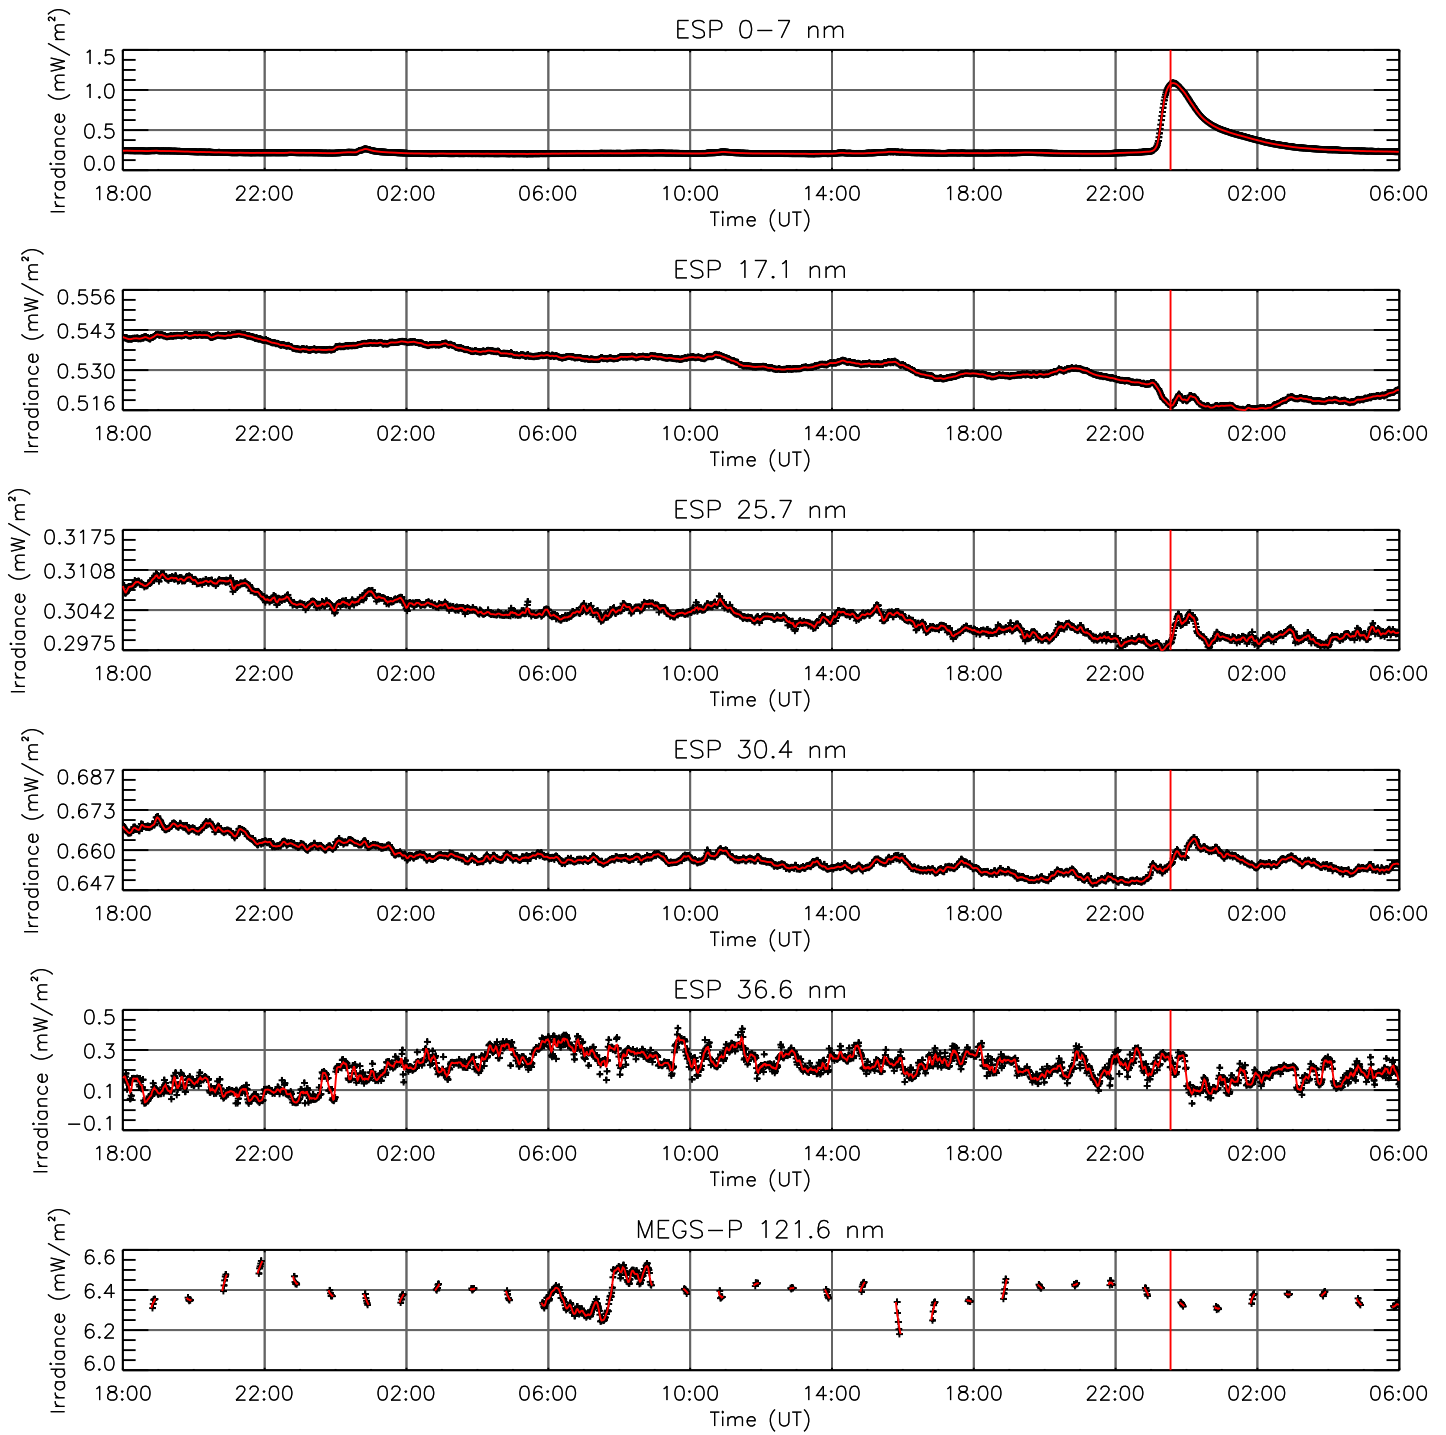 ESP 0−7 nm
Irradiance (mW/m²)
1.5
1.0
0.5
0.0
18:00 22:00 02:00 06:00 10:00 14:00 18:00 22:00 02:00 06:00
Time (UT)
ESP 17.1 nm
Irradiance (mW/m²)
0.556
0.543
0.530
0.516
18:00 22:00 02:00 06:00 10:00 14:00 18:00 22:00 02:00 06:00
Time (UT)
ESP 25.7 nm
Irradiance (mW/m²)
0.3175
0.3108
0.3042
0.2975
18:00 22:00 02:00 06:00 10:00 14:00 18:00 22:00 02:00 06:00
Time (UT)
ESP 30.4 nm
Irradiance (mW/m²)
0.687
0.673
0.660
0.647
18:00 22:00 02:00 06:00 10:00 14:00 18:00 22:00 02:00 06:00
Time (UT)
ESP 36.6 nm
Irradiance (mW/m²)
0.5
0.3
0.1
−0.1
18:00 22:00 02:00 06:00 10:00 14:00 18:00 22:00 02:00 06:00
Time (UT)
MEGS−P 121.6 nm
Irradiance (mW/m²)
6.6
6.4
6.2
6.0
18:00 22:00 02:00 06:00 10:00 14:00 18:00 22:00 02:00 06:00
Time (UT)